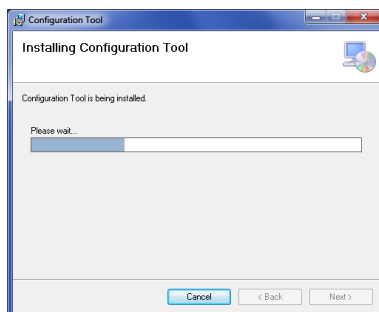 Configuration Tool
Installing Configuration Tool
Configuration Tool is being installed.
Please wait...
Cancel
< Back
Next >